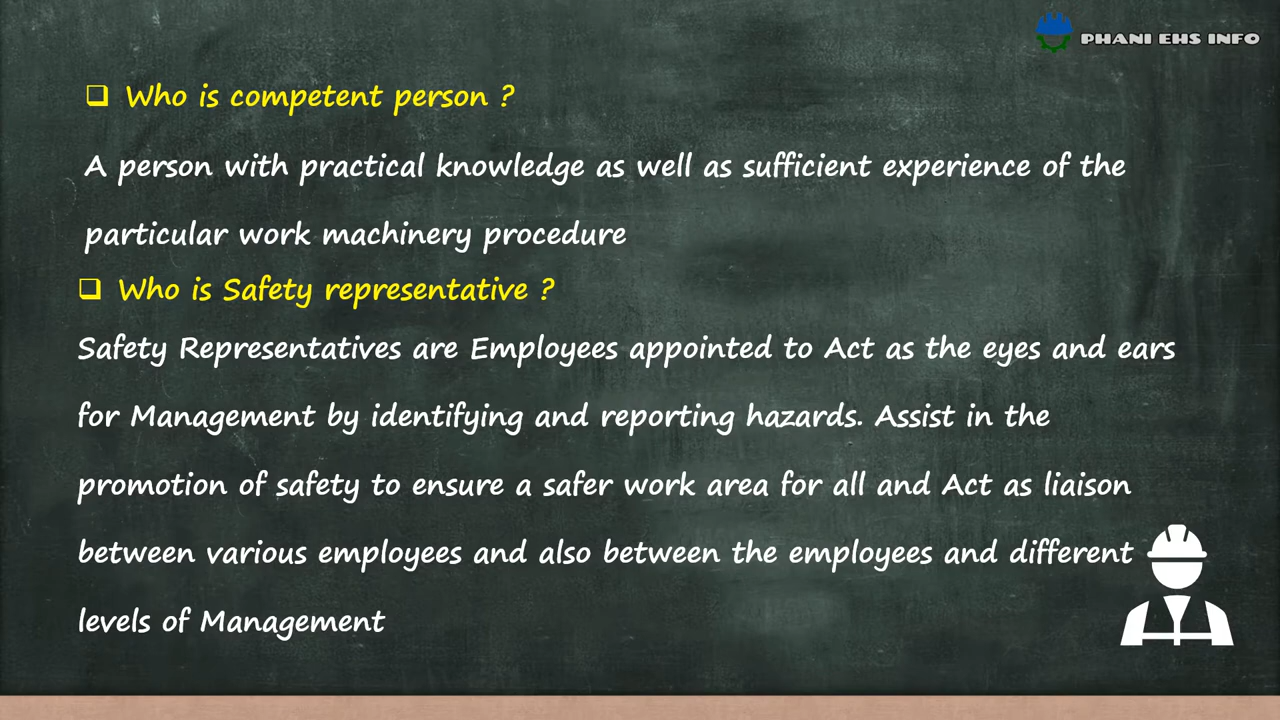 PHANI EHS INFO
❑ Who is competent person ?
A person with practical knowledge as well as sufficient experience of the
particular work machinery procedure
❑ Who is Safety representative ?
Safety Representatives are Employees appointed to Act as the eyes and ears
for Management by identifying and reporting hazards. Assist in the
promotion of safety to ensure a safer work area for all and Act as liaison
between various employees and also between the employees and different
levels of Management